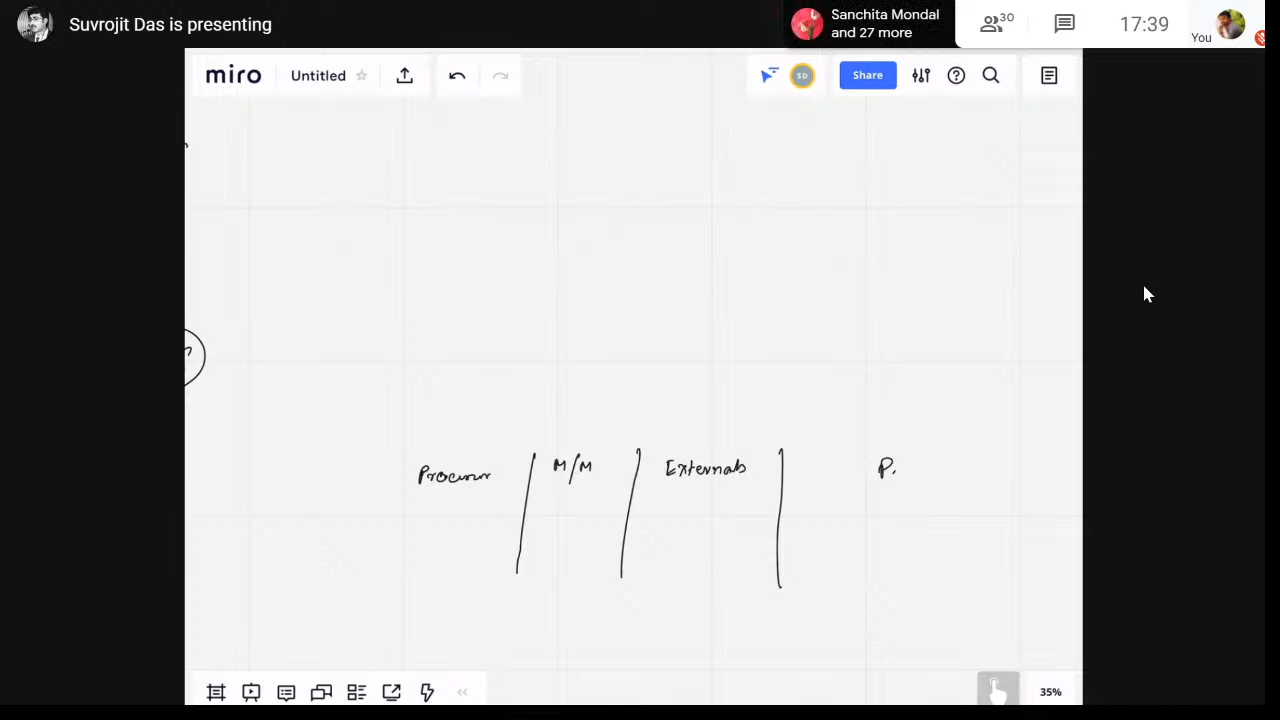 Suvrojit Das is presenting
Sanchita Mondal
and 27 more
30
17:39
You
miro
Untitled
SD
Share
M/M
Externals
P.
35%